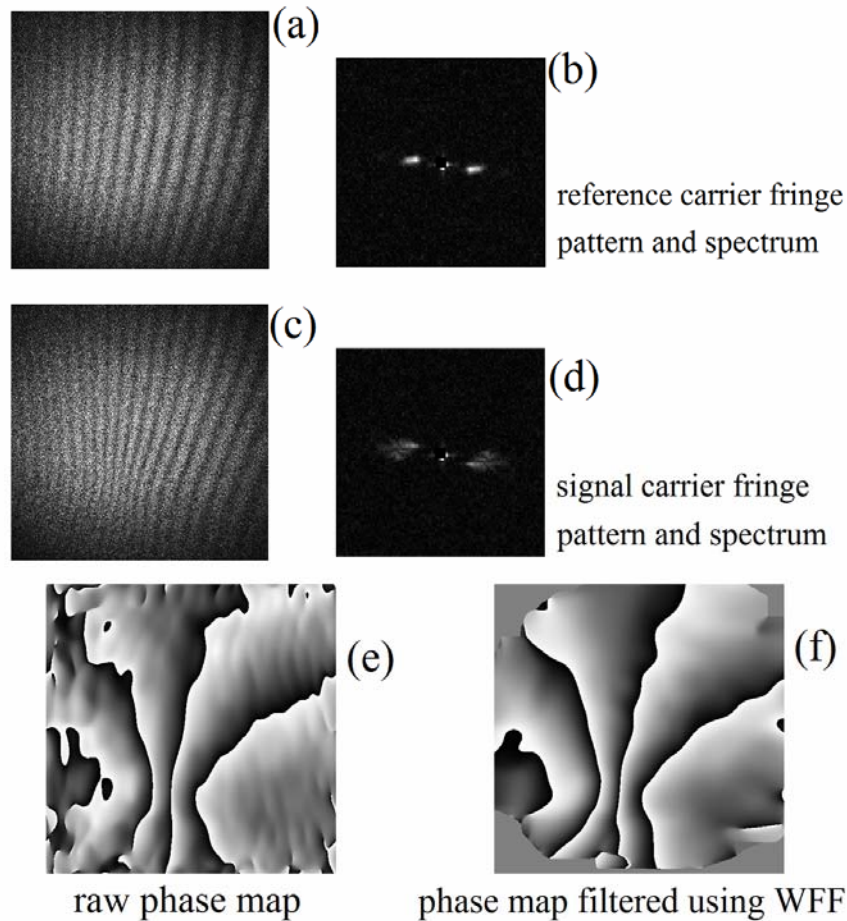 (a)
(b)
reference carrier fringe
pattern and spectrum
(c)
(d)
signal carrier fringe
pattern and spectrum
(e)
(f)
raw phase map
phase map filtered using WFF